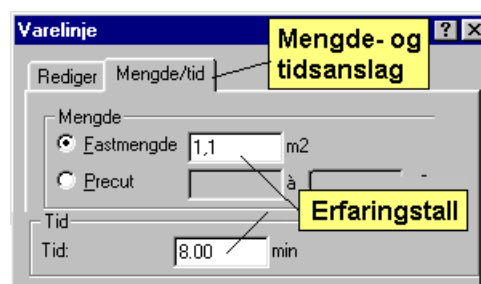 Varelinje
Mengde- og
tidsanslag
Rediger
Mengde/tid
Mengde
Fastmengde 1,1 m2
Precut à
Erfaringstall
Tid
Tid: 8.00 min